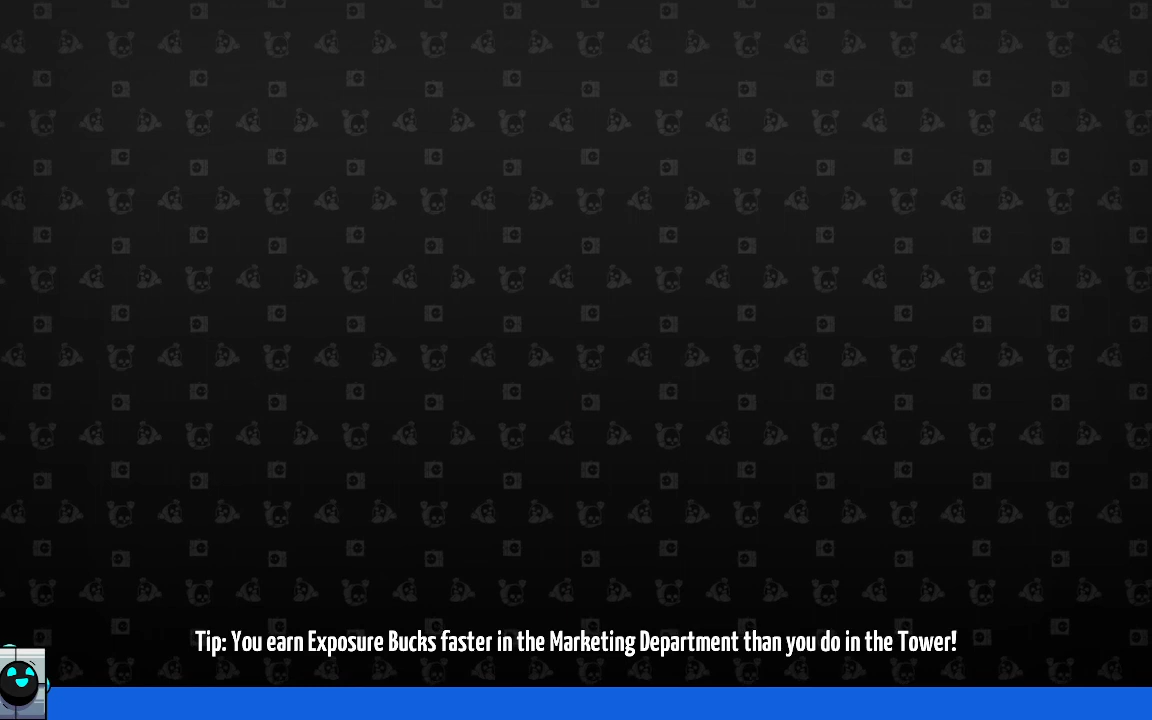 Tip: You earn Exposure Bucks faster in the Marketing Department than you do in the Tower!